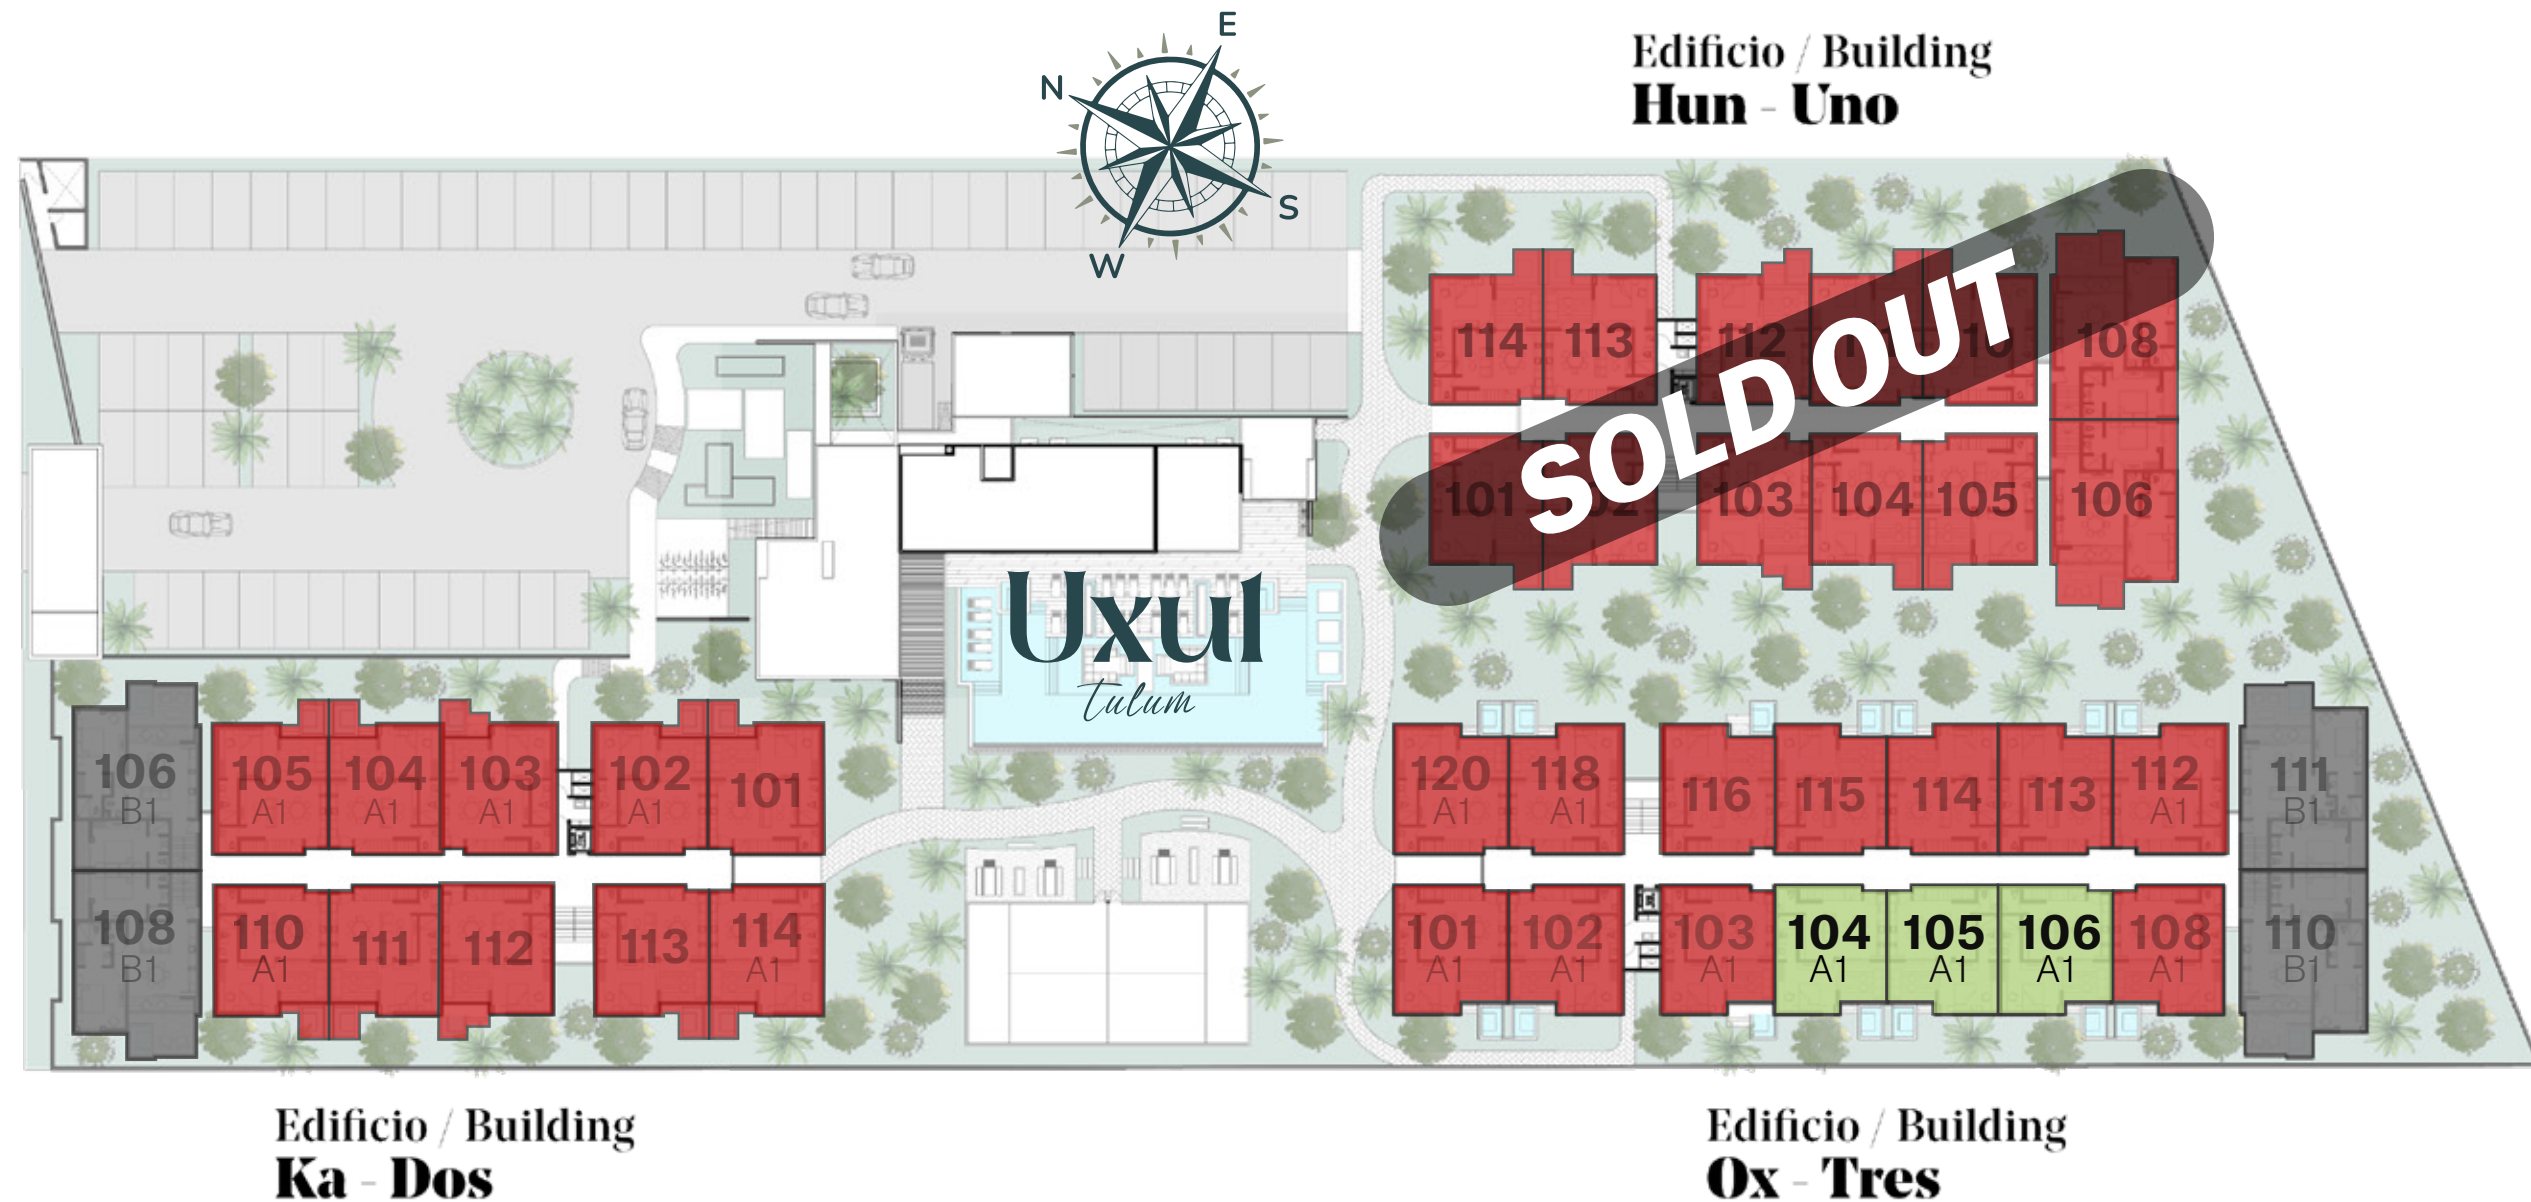 E
N
S
W
Edificio / Building
Hun - Uno
114 113 112 108
SOLD OUT
101 103 104 105 106
Uxul
tulum
106 105 104 103 102 101
B1 A1 A1 A1 A1
108 110 111 112 113 114
B1 A1 A1
120 118 116 115 114 113 112 111
A1 A1 A1 B1
101 102 103 104 105 106 108 110
A1 A1 A1 A1 A1 A1 A1 B1
Edificio / Building
Ka - Dos
Edificio / Building
Ox - Tres